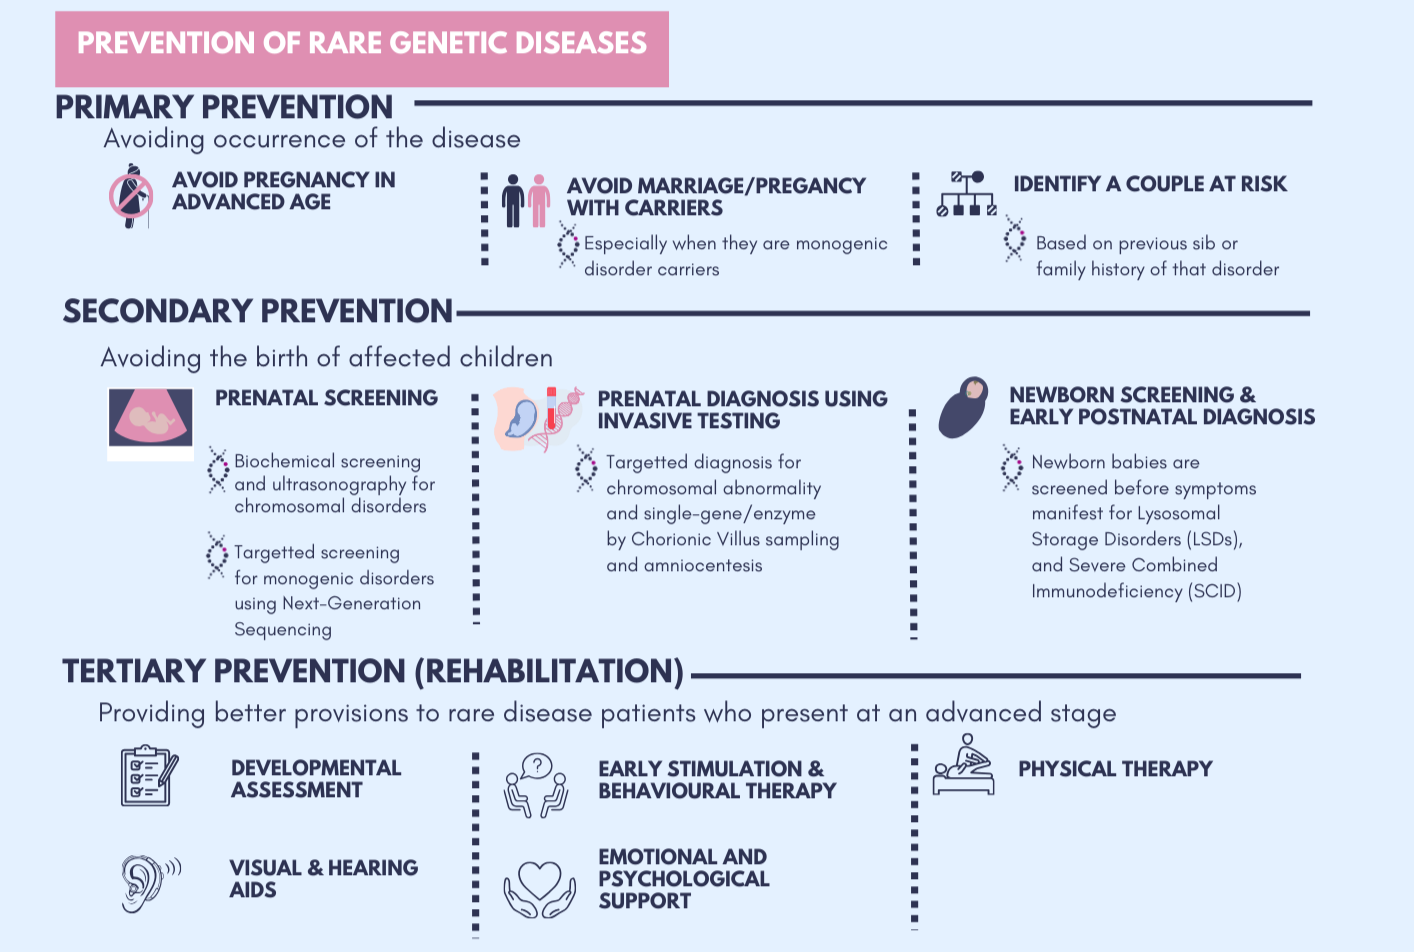 PREVENTION OF RARE GENETIC DISEASES
PRIMARY PREVENTION
Avoiding occurrence of the disease
AVOID PREGNANCY IN
ADVANCED AGE
AVOID MARRIAGE/PREGANCY
WITH CARRIERS
Especially when they are monogenic
disorder carriers
IDENTIFY A COUPLE AT RISK
Based on previous sib or
family history of that disorder
SECONDARY PREVENTION
Avoiding the birth of affected children
PRENATAL SCREENING
Biochemical screening
and ultrasonography for
chromosomal disorders
Targetted screening
for monogenic disorders
using Next-Generation
Sequencing
PRENATAL DIAGNOSIS USING
INVASIVE TESTING
Targetted diagnosis for
chromosomal abnormality
and single-gene/enzyme
by Chorionic Villus sampling
and amniocentesis
NEWBORN SCREENING &
EARLY POSTNATAL DIAGNOSIS
Newborn babies are
screened before symptoms
manifest for Lysosomal
Storage Disorders (LSDs),
and Severe Combined
Immunodeficiency (SCID)
TERTIARY PREVENTION (REHABILITATION)
Providing better provisions to rare disease patients who present at an advanced stage
DEVELOPMENTAL
ASSESSMENT
VISUAL & HEARING
AIDS
?
EARLY STIMULATION &
BEHAVIOURAL THERAPY
EMOTIONAL AND
PSYCHOLOGICAL
SUPPORT
PHYSICAL THERAPY